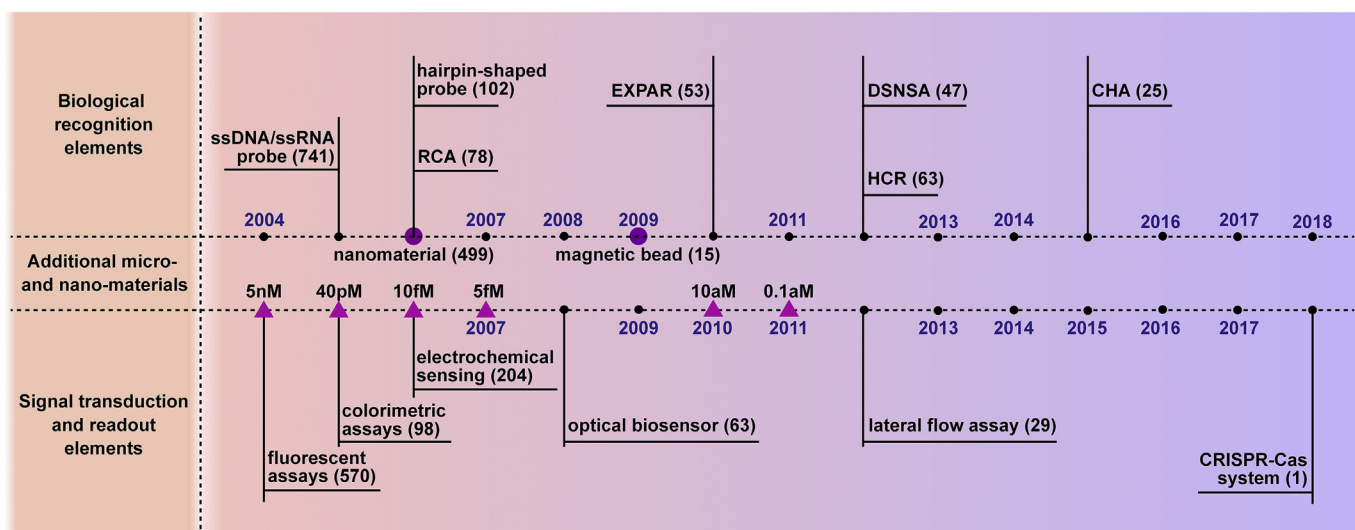 Biological
recognition
elements
ssDNA/ssRNA
probe (741)
hairpin-shaped
probe (102)
RCA (78)
EXPAR (53)
DSNSA (47)
HCR (63)
CHA (25)
2004
2007
2008
2009
2011
2013
2014
2016
2017
2018
Additional micro-
and nano-materials
nanomaterial (499)
magnetic bead (15)
5nM
40pM
10fM
5fM
10aM
0.1aM
2007
2009
2010
2011
2013
2014
2015
2016
2017
Signal transduction
and readout
elements
electrochemical
sensing (204)
colorimetric
assays (98)
fluorescent
assays (570)
optical biosensor (63)
lateral flow assay (29)
CRISPR-Cas
system (1)